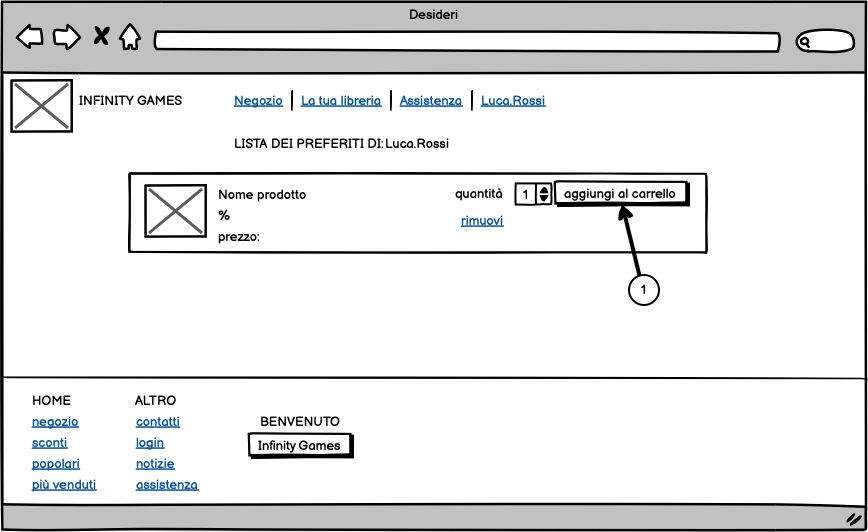 Desideri
INFINITY GAMES
Negozio La tua libreria Assistenza Luca.Rossi
LISTA DEI PREFERITI DI: Luca.Rossi
Nome prodotto
%
prezzo:
quantità 1 aggiungi al carrello
rimuovi
1
HOME
negozio
sconti
popolari
più venduti
ALTRO
contatti
login
notizie
assistenza
BENVENUTO
Infinity Games